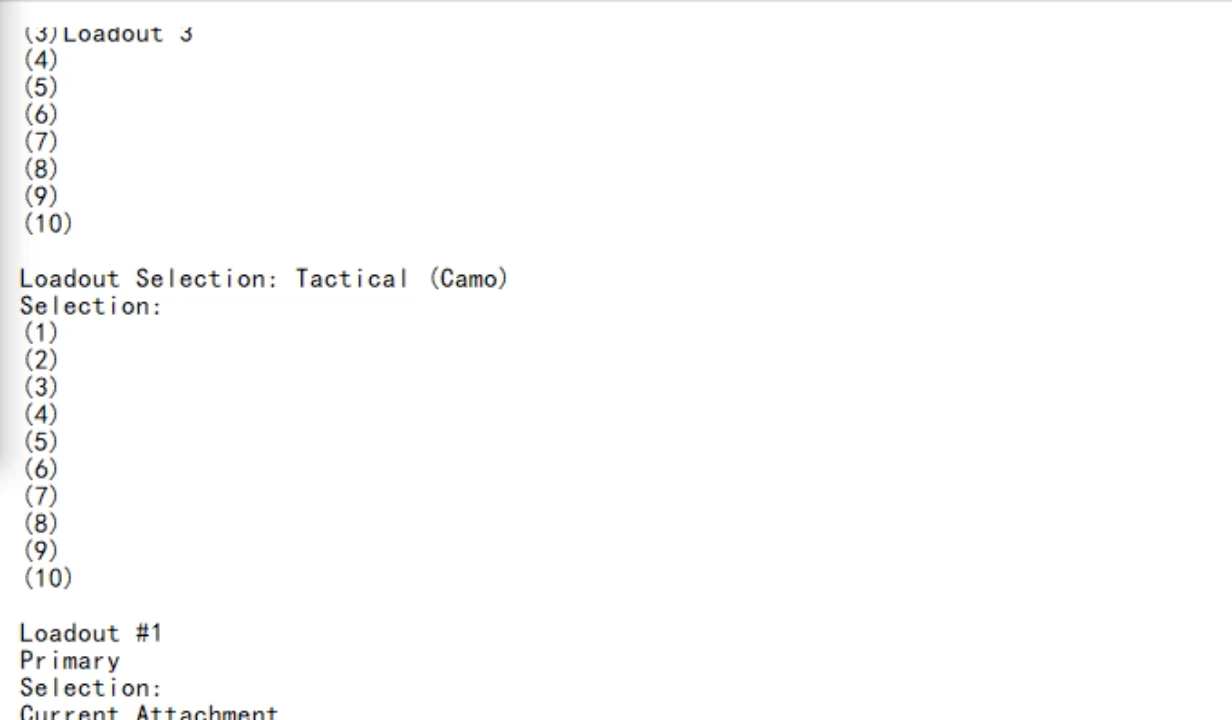 (3)Loadout 3
(4)
(5)
(6)
(7)
(8)
(9)
(10)
Loadout Selection: Tactical (Camo)
Selection:
(1)
(2)
(3)
(4)
(5)
(6)
(7)
(8)
(9)
(10)
Loadout #1
Primary
Selection:
Current Attachment